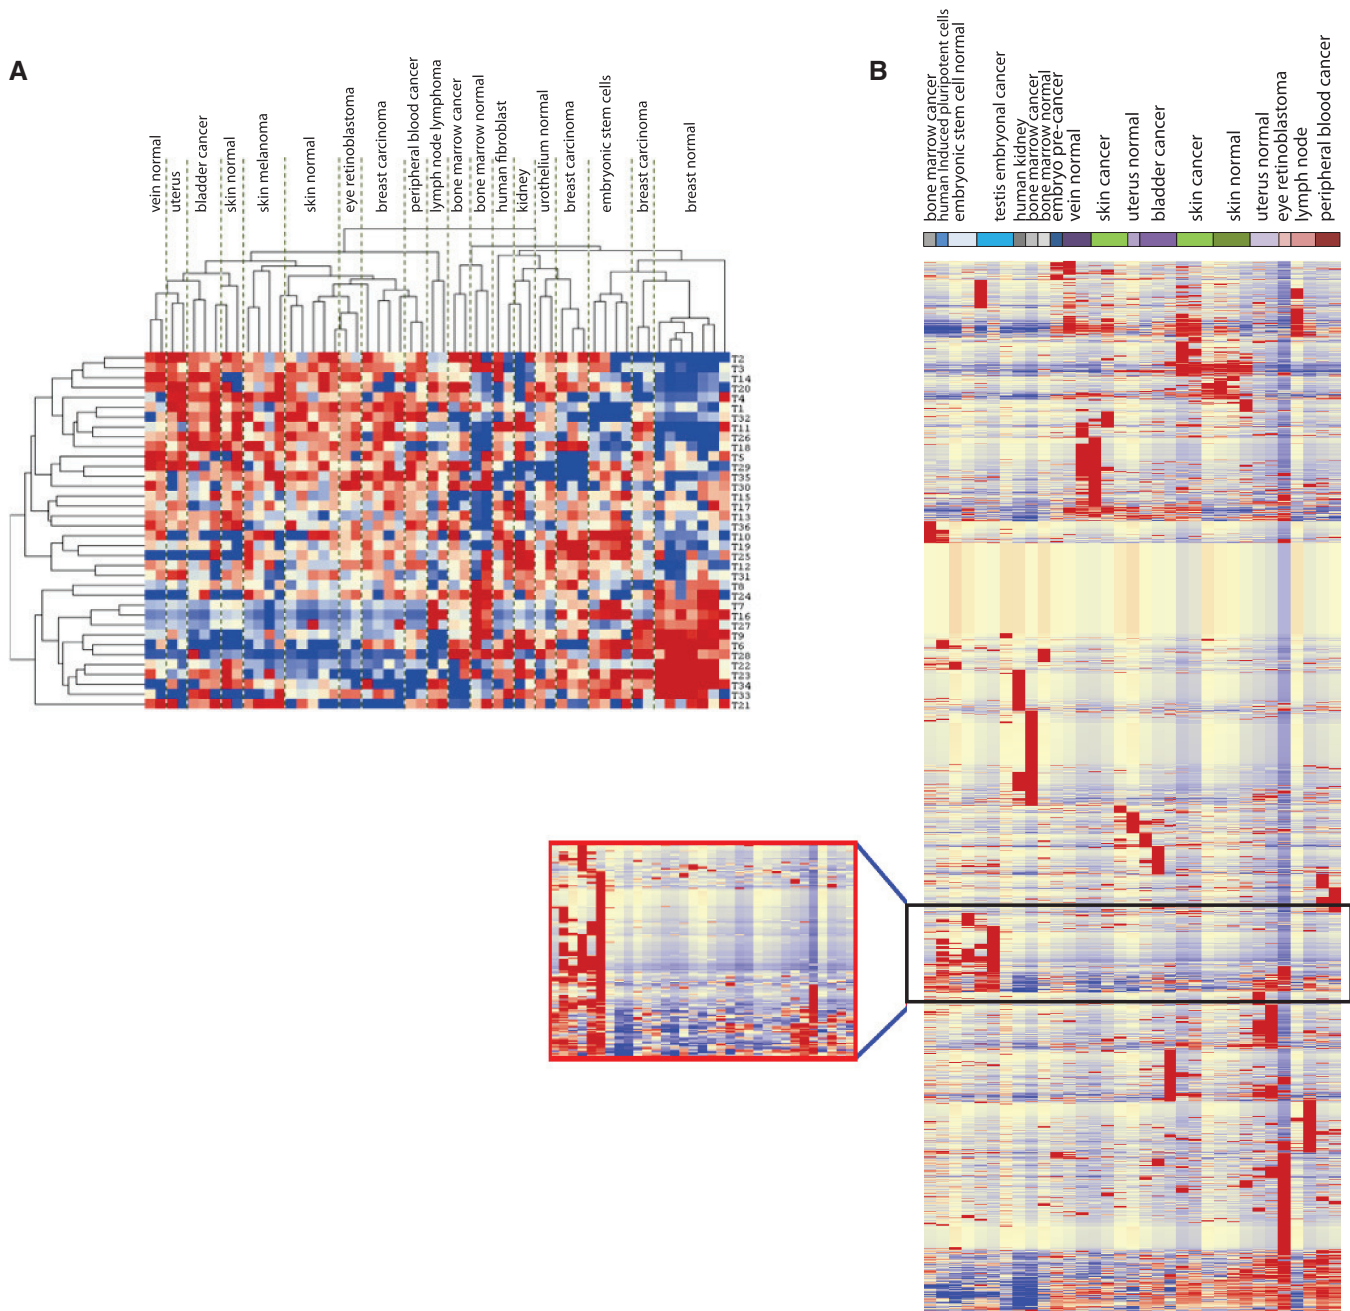 A
vein normal
uterus
bladder cancer
skin normal
skin melanoma
skin normal
eye retinoblastoma
breast carcinoma
peripheral blood cancer
lymph node lymphoma
bone marrow cancer
bone marrow normal
human fibroblast
kidney
urothelium normal
breast carcinoma
embryonic stem cells
breast carcinoma
breast normal
T2
T3
T14
T20
T4
T1
T32
T11
T26
T18
T5
T29
T35
T30
T15
T17
T13
T36
T10
T19
T25
T12
T31
T8
T24
T7
T16
T27
T9
T6
T28
T22
T23
T34
T33
T21
B
bone marrow cancer
human Induced pluripotent cells
embryonic stem cell normal
testis embryonal cancer
human kidney
bone marrow cancer
bone marrow normal
embryo pre-cancer
vein normal
skin cancer
uterus normal
bladder cancer
skin cancer
skin normal
uterus normal
eye retinoblastoma
lymph node
peripheral blood cancer